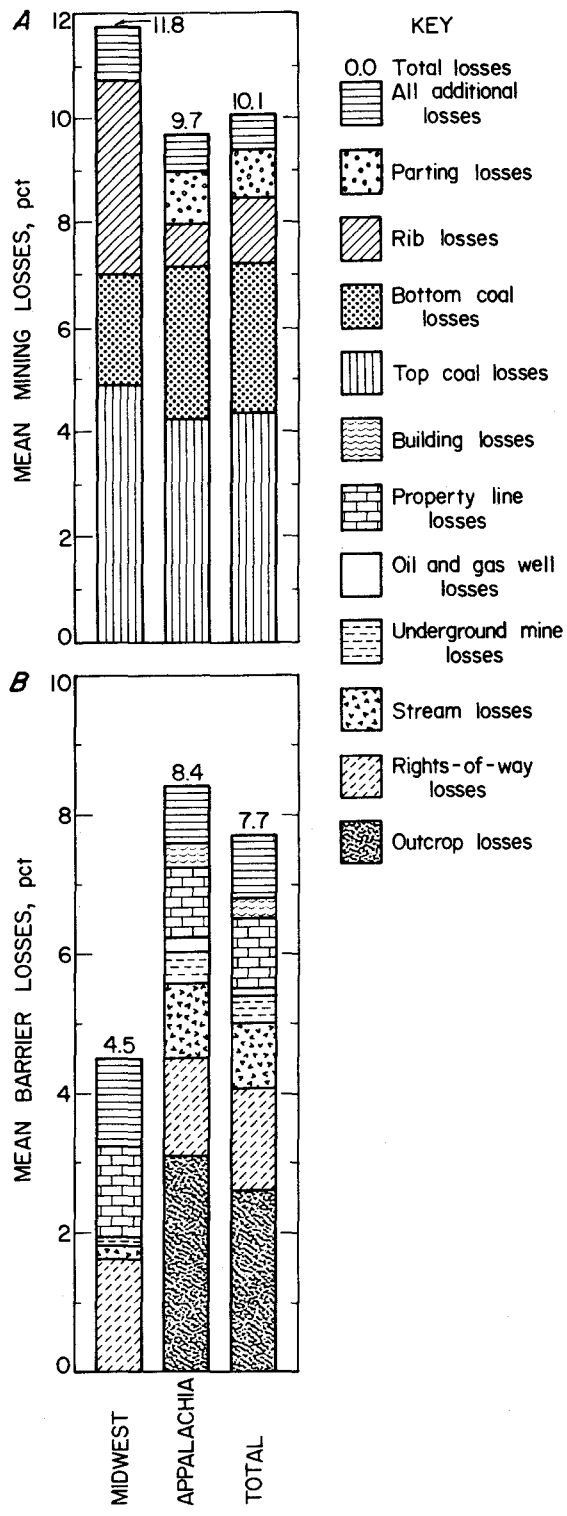 A
MEAN MINING LOSSES, pct
12
10
8
6
4
2
0
11.8
9.7
10.1
KEY
0.0 Total losses
All additional
losses
Parting losses
Rib losses
Bottom coal
losses
Top coal losses
Building losses
Property line
losses
Oil and gas well
losses
Underground mine
losses
Stream losses
Rights-of-way
losses
Outcrop losses
B
MEAN BARRIER LOSSES, pct
10
8
6
4
2
0
4.5
8.4
7.7
MIDWEST
APPALACHIA
TOTAL